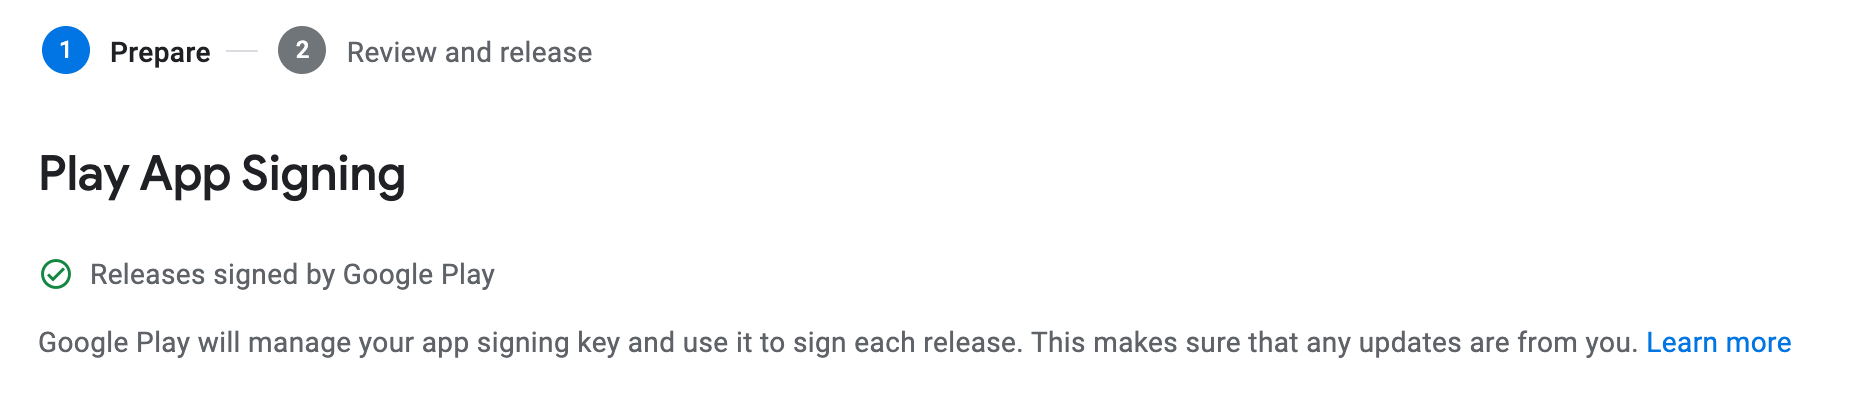 1 Prepare 2 Review and release
Play App Signing
Releases signed by Google Play
Google Play will manage your app signing key and use it to sign each release. This makes sure that any updates are from you. Learn more